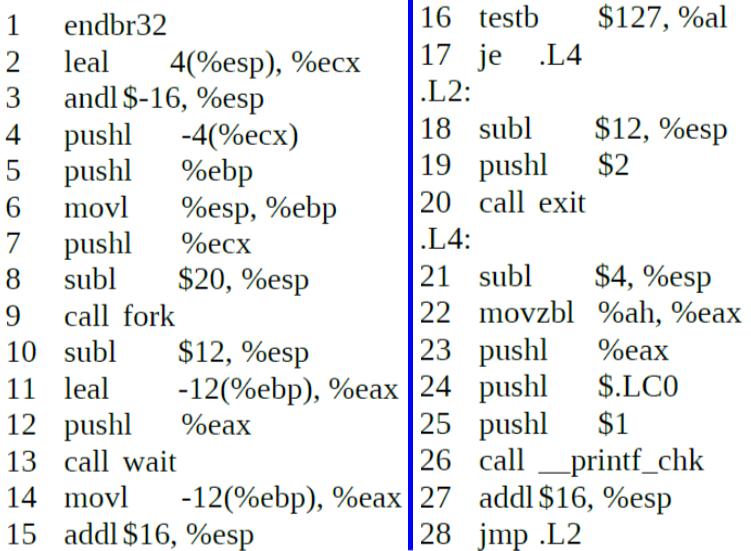 1 endbr32
2 leal 4(%esp), %ecx
3 andl $-16, %esp
4 pushl -4(%ecx)
5 pushl %ebp
6 movl %esp, %ebp
7 pushl %ecx
8 subl $20, %esp
9 call fork
10 subl $12, %esp
11 leal -12(%ebp), %eax
12 pushl %eax
13 call wait
14 movl -12(%ebp), %eax
15 addl $16, %esp
16 testb $127, %al
17 je .L4
.L2:
18 subl $12, %esp
19 pushl $2
20 call exit
.L4:
21 subl $4, %esp
22 movzbl %ah, %eax
23 pushl %eax
24 pushl $.LC0
25 pushl $1
26 call __printf_chk
27 addl $16, %esp
28 jmp .L2